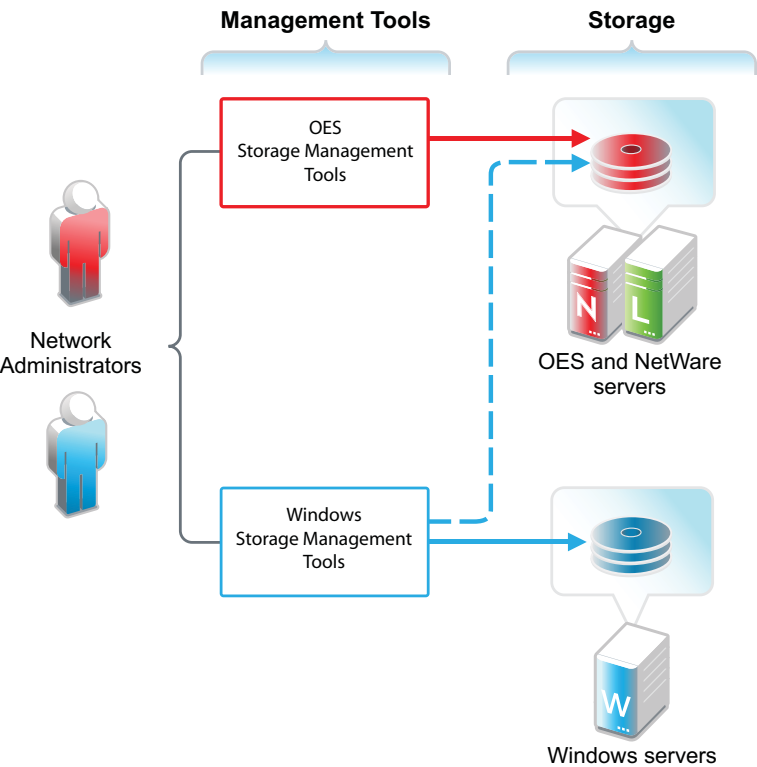 Management Tools
Storage
OES
Storage Management
Tools
Network
Administrators
N
L
OES and NetWare
servers
Windows
Storage Management
Tools
W
Windows servers